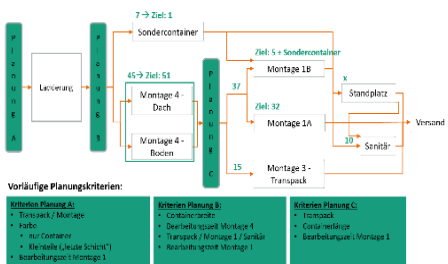 7 → Ziel: 1
Sondercontainer
Planung A
Lackierung
Planung B
45→ Ziel: 51
Montage 4 -
Dach
Montage 4 -
Boden
Planung C
Ziel: 5 + Sondercontainer
Montage 1B
37
Ziel: 32
Montage 1A
15
Montage 3 -
Transpack
x
Standplatz
10
Sanitär
Versand
Vorläufige Planungskriterien:
Kriterien Planung A:
Transpack / Montage
Farbe
nur Container
Kleinteile („letzte Schicht“)
Bearbeitungszeit Montage 1
Kriterien Planung B:
Containerbreite
Bearbeitungszeit Montage 4
Transpack / Montage 1 / Sanitär
Bearbeitungszeit Montage 1
Kriterien Planung C:
Transpack
Containerlänge
Bearbeitungszeit Montage 1